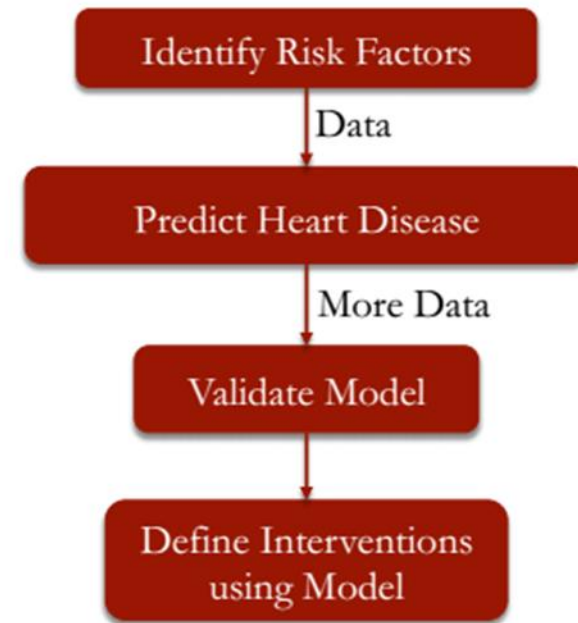 Identify Risk Factors
Data
Predict Heart Disease
More Data
Validate Model
Define Interventions
using Model